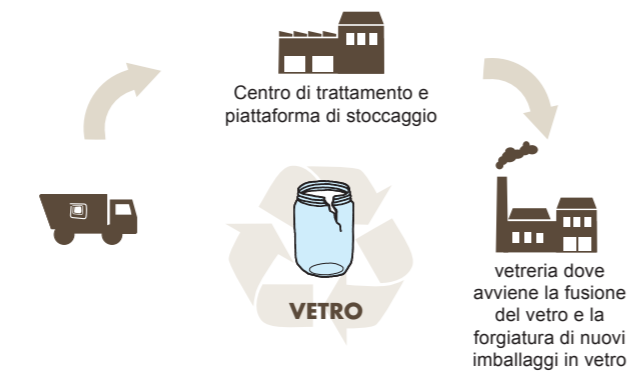 Centro di trattamento e
piattaforma di stoccaggio
VETRO
vetreria dove
avviene la fusione
del vetro e la
forgiatura di nuovi
imballaggi in vetro